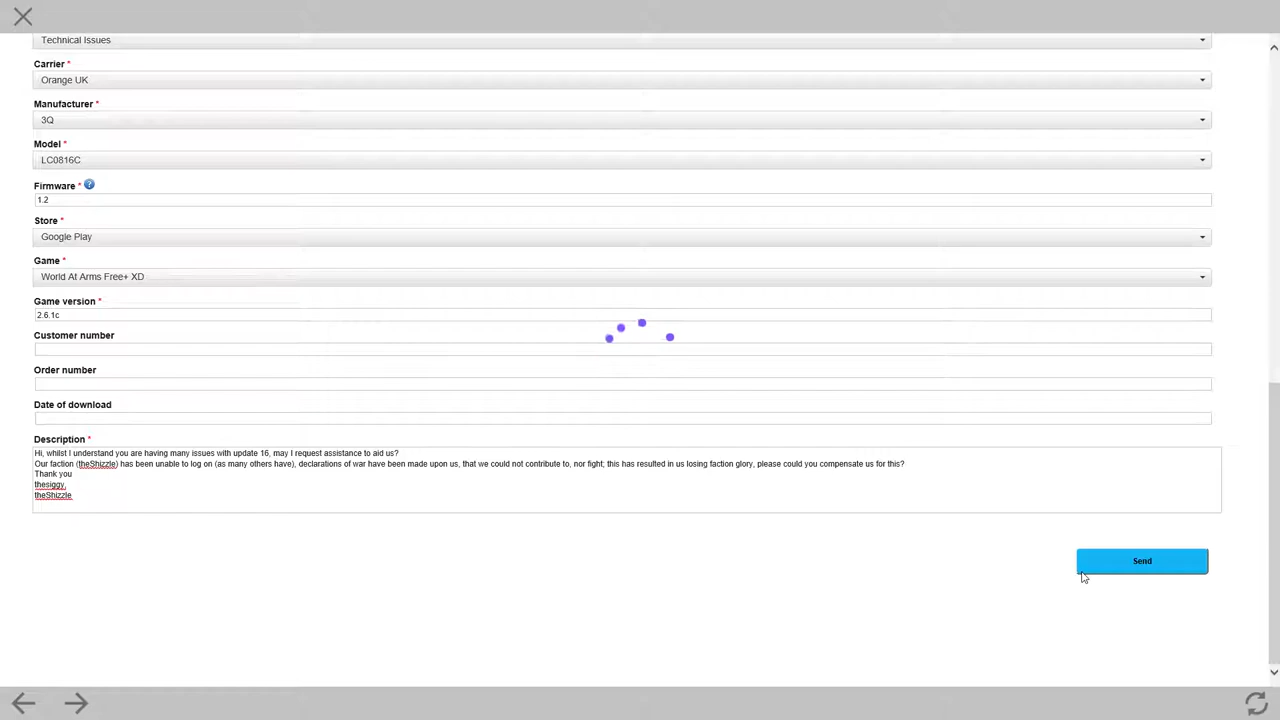 Technical Issues
Carrier *
Orange UK
Manufacturer *
3Q
Model *
LC0816C
Firmware *
1.2
Store *
Google Play
Game *
World At Arms Free+ XD
Game version *
2.6.1c
Customer number
Order number
Date of download
Description *
Hi, whilst I understand you are having many issues with update 16, may I request assistance to aid us?
Our faction (theShizzle) has been unable to log on (as many others have), declarations of war have been made upon us, that we could not contribute to, nor fight; this has resulted in us losing faction glory, please could you compensate us for this?
Thank you
thesiggy,
theShizzle
Send